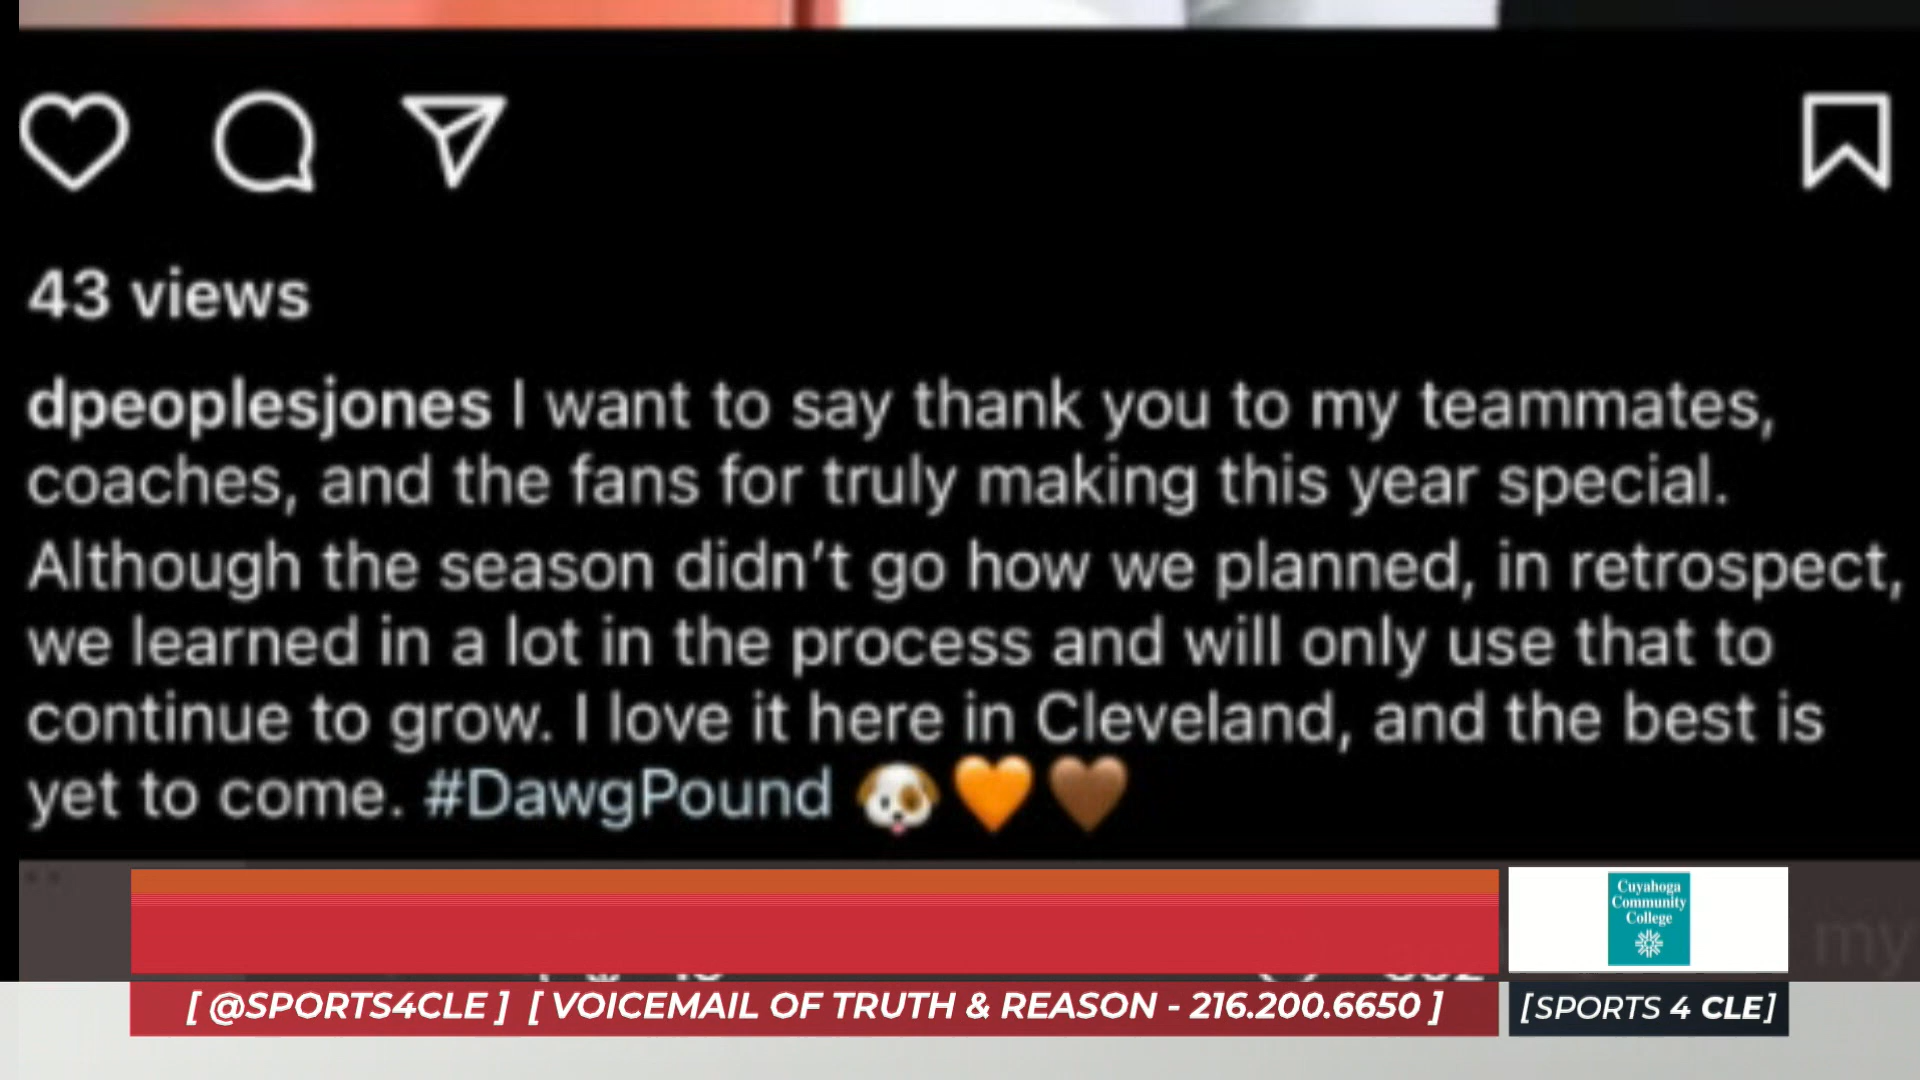 43 views
dpeoplesjones I want to say thank you to my teammates,
coaches, and the fans for truly making this year special.
Although the season didn’t go how we planned, in retrospect,
we learned in a lot in the process and will only use that to
continue to grow. I love it here in Cleveland, and the best is
yet to come. #DawgPound 🐶🧡🤎
Cuyahoga
Community
College
my
[ @SPORTS4CLE ] [ VOICEMAIL OF TRUTH & REASON - 216.200.6650 ]
[SPORTS 4 CLE]